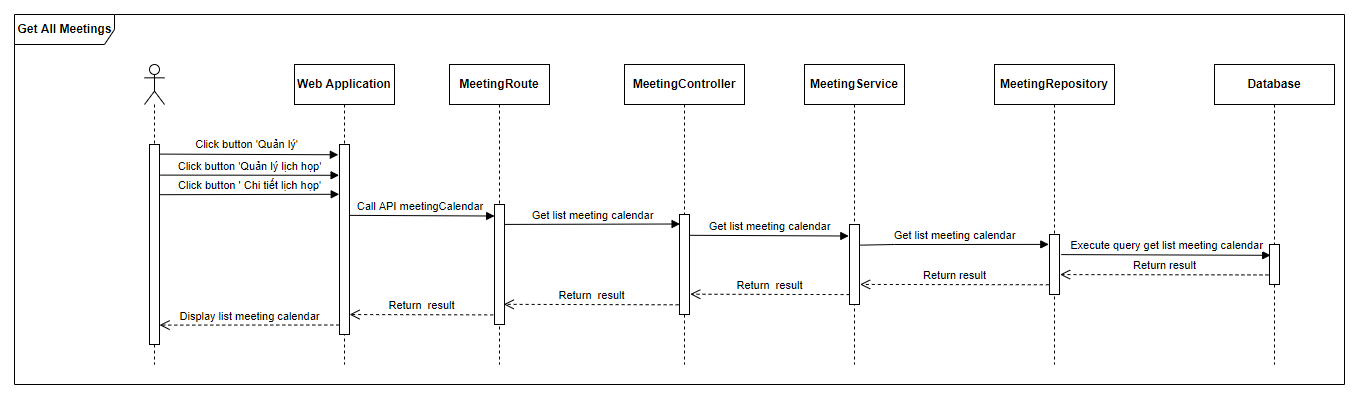 Get All Meetings
Web Application
MeetingRoute
MeetingController
MeetingService
MeetingRepository
Database
Click button 'Quản lý'
Click button 'Quản lý lịch họp'
Click button ' Chi tiết lịch họp'
Call API meetingCalendar
Get list meeting calendar
Get list meeting calendar
Get list meeting calendar
Execute query get list meeting calendar
Return result
Return result
Return  result
Return  result
Return  result
Display list meeting calendar